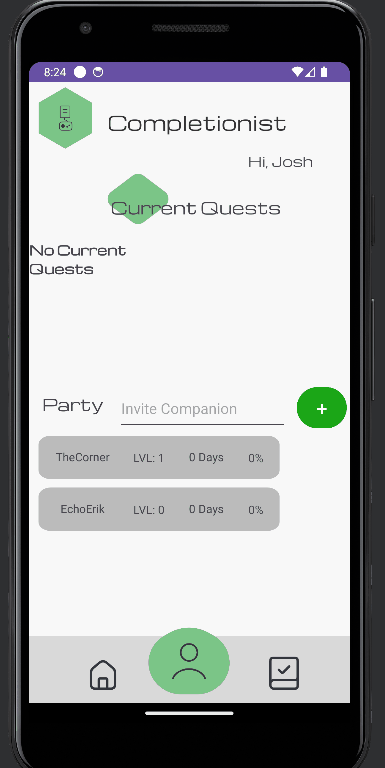 8:24
Completionist
Hi, Josh
Current Quests
No Current
Quests
Party Invite Companion +
TheCorner LVL: 1 0 Days 0%
EchoErik LVL: 0 0 Days 0%